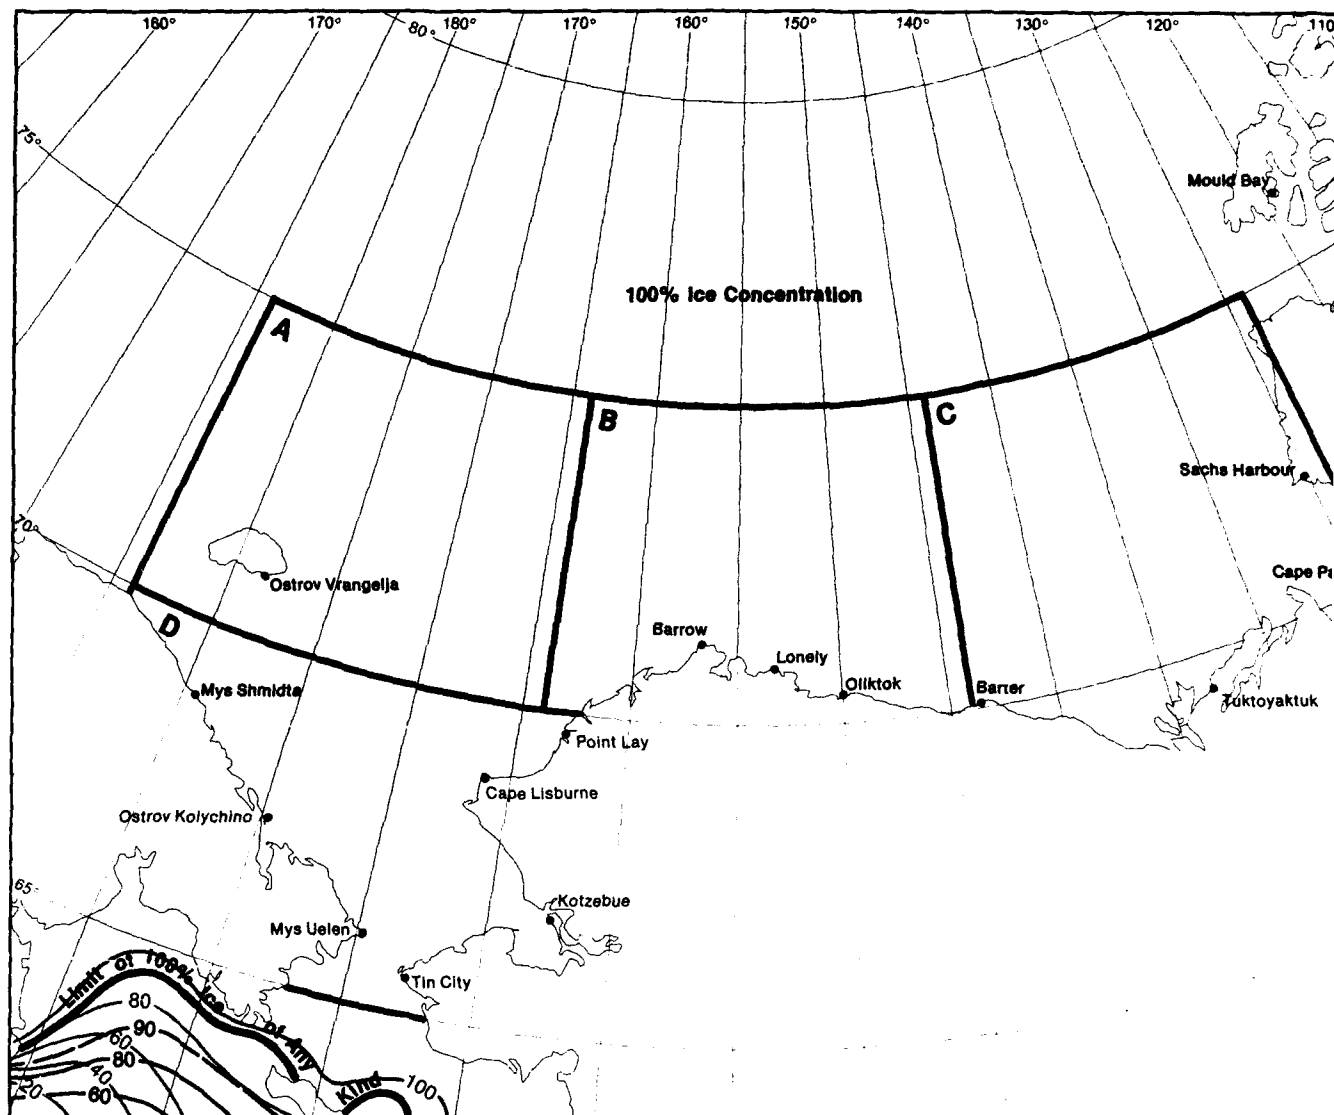 160° 170° 180° 170° 160° 150° 140° 130° 120° 110
80°
75°
Mould Bay
100% Ice Concentration
A
B
C
Sachs Harbour
70°
Ostrov Vrangelja
Cape Pa
D
Barrow
Lonely
Mys Shmidta
Oliktok
Barter
Tuktoyaktuk
Point Lay
Cape Lisburne
Ostrov Kolychino
65°
Kotzebue
Mys Uelen
Tin City
Limit of 100% Ice of Any Kind
80
90
60
80
40
20
60
100